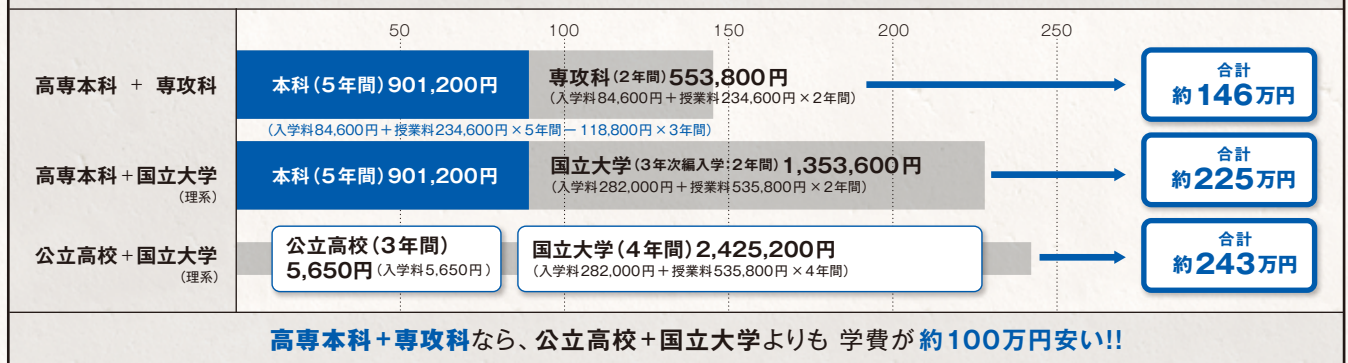 50 100 150 200 250
高専本科 + 専攻科
本科(5年間)901,200円
専攻科(2年間)553,800円
(入学料84,600円+授業料234,600円×2年間)
合計
約146万円
(入学料84,600円+授業料234,600円×5年間ー118,800円×3年間)
高専本科+国立大学
(理系)
本科(5年間)901,200円
国立大学(3年次編入学:2年間)1,353,600円
(入学料282,000円+授業料535,800円×2年間)
合計
約225万円
公立高校+国立大学
(理系)
公立高校(3年間)
5,650円(入学料5,650円)
国立大学(4年間)2,425,200円
(入学料282,000円+授業料535,800円×4年間)
合計
約243万円
高専本科+専攻科なら、公立高校+国立大学よりも 学費が約100万円安い!!